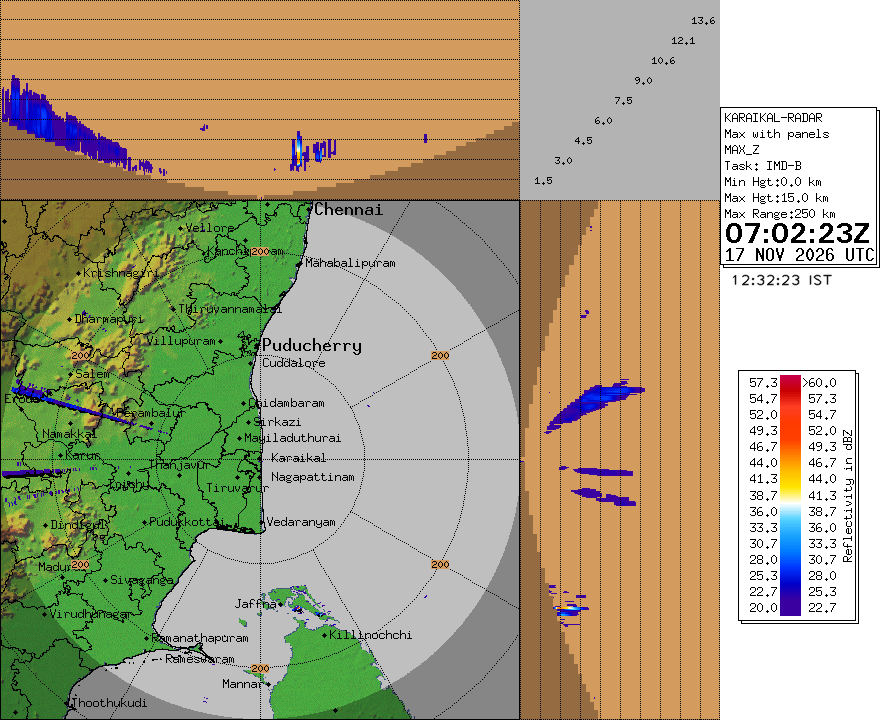 13.6
12.1
10.6
9.0
7.5
6.0
4.5
3.0
1.5
KARAIKAL-RADAR
Max with panels
MAX_Z
Task: IMD-B
Min Hgt:0.0 km
Max Hgt:15.0 km
Max Range:250 km
07:02:23Z
17 NOV 2026 UTC
12:32:23 IST
Chennai
Vellore
200
Mahabalipuram
Krishnagiri
Thiruvannamalai
Dharmapuri
Villupuram
Puducherry
200
200
Cuddalore
Salem
Chidambaram
Perambalur
Sirkazi
Namakkal
Mayiladuthurai
Karur
Karaikal
Thanjavur
Nagapattinam
Tiruvarur
Dindigul
Pudukkottai
Vedaranyam
200
200
Sivaganga
Jaffna
Virudhunagar
Killinochchi
Ramanathapuram
Rameswaram
200
Mannar
Thoothukudi
57.3 >60.0
54.7 57.3
52.0 54.7
49.3 52.0
46.7 49.3
44.0 46.7
41.3 44.0
38.7 41.3
36.0 38.7
33.3 36.0
30.7 33.3
28.0 30.7
25.3 28.0
22.7 25.3
20.0 22.7
Reflectivity in dBZ